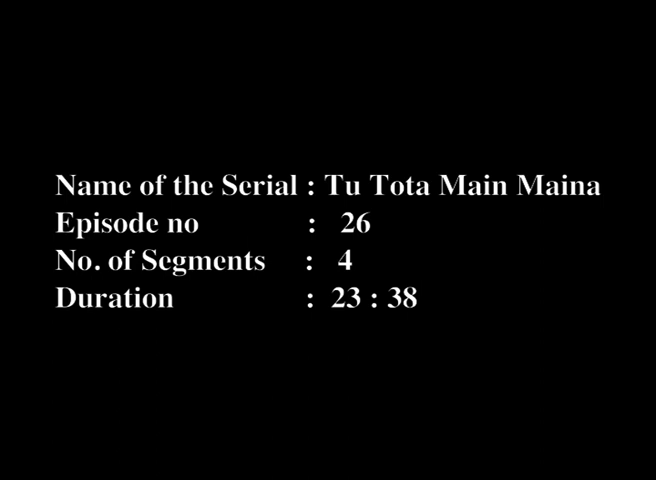 Name of the Serial : Tu Tota Main Maina
Episode no : 26
No. of Segments : 4
Duration : 23 : 38